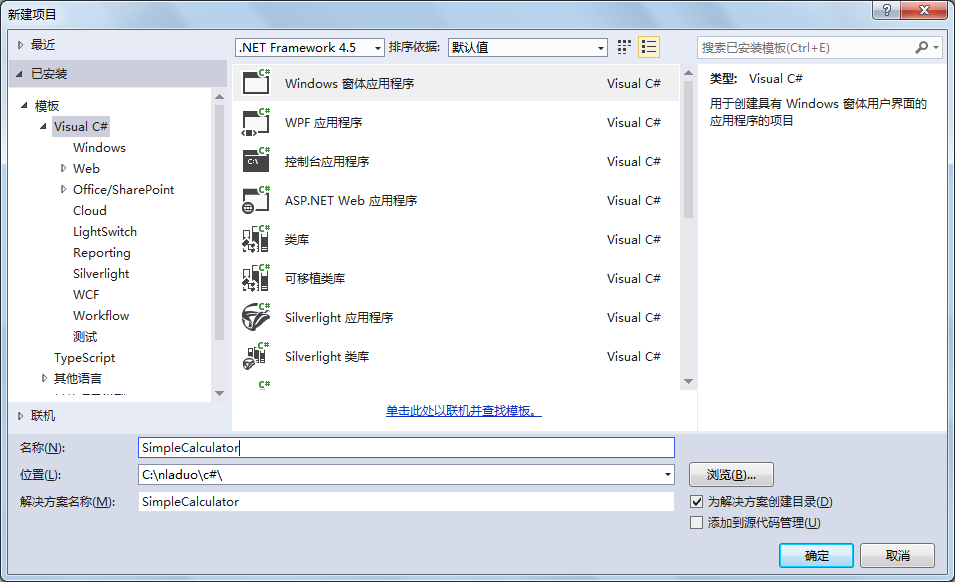 新建项目
最近
已安装
模板
Visual C#
Windows
Web
Office/SharePoint
Cloud
LightSwitch
Reporting
Silverlight
WCF
Workflow
测试
TypeScript
其他语言
联机
.NET Framework 4.5 排序依据: 默认值
Windows 窗体应用程序 Visual C#
WPF 应用程序 Visual C#
控制台应用程序 Visual C#
ASP.NET Web 应用程序 Visual C#
类库 Visual C#
可移植类库 Visual C#
Silverlight 应用程序 Visual C#
Silverlight 类库 Visual C#
单击此处以联机并查找模板。
搜索已安装模板(Ctrl+E)
类型: Visual C#
用于创建具有 Windows 窗体用户界面的
应用程序的项目
名称(N): SimpleCalculator
位置(L): C:\nladuo\c#\ 浏览(B)...
解决方案名称(M): SimpleCalculator 为解决方案创建目录(D)
添加到源代码管理(U)
确定 取消